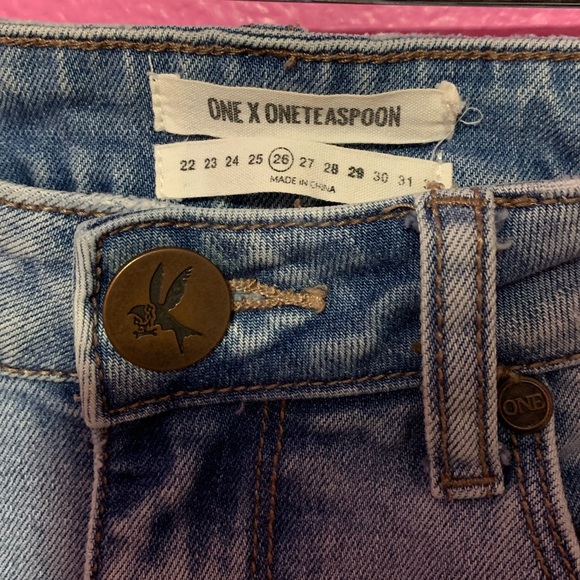 ONE X ONETEASPOON
22 23 24 25 26 27 28 29 30 31
MADE IN CHINA
ONE